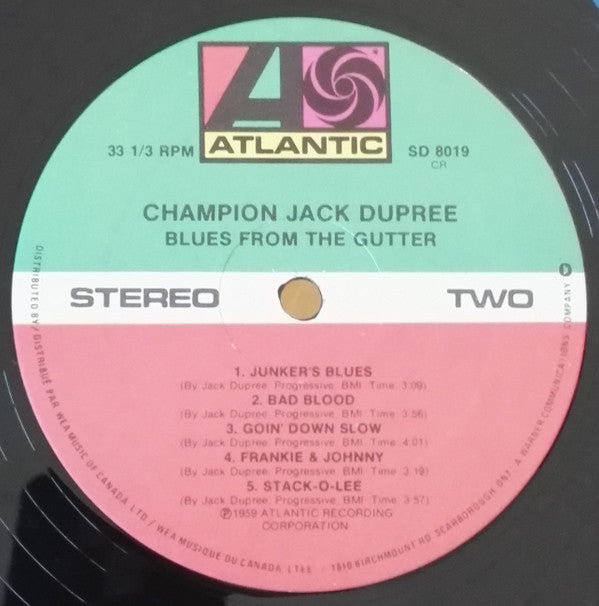 A
ATLANTIC
33 1/3 RPM
SD 8019
CR
CHAMPION JACK DUPREE
BLUES FROM THE GUTTER
STEREO
TWO
1. JUNKER'S BLUES
(By Jack Dupree, Progressive, BMI. Time: 3:09)
2. BAD BLOOD
(By Jack Dupree, Progressive, BMI. Time: 3:56)
3. GOIN' DOWN SLOW
(By Jack Dupree, Progressive, BMI. Time: 4:01)
4. FRANKIE & JOHNNY
(By Jack Dupree, Progressive, BMI. Time: 3:19)
5. STACK-O-LEE
(By Jack Dupree, Progressive, BMI. Time: 3:57)
℗1959 ATLANTIC RECORDING
CORPORATION
DISTRIBUTED BY / DISTRIBUÉ PAR WEA MUSIC OF CANADA, LTD / WEA MUSIQUE DU CANADA, LTÉE / 1810 BIRCHMOUNT RD. SCARBOROUGH, ONT. A WARNER COMMUNICATIONS COMPANY